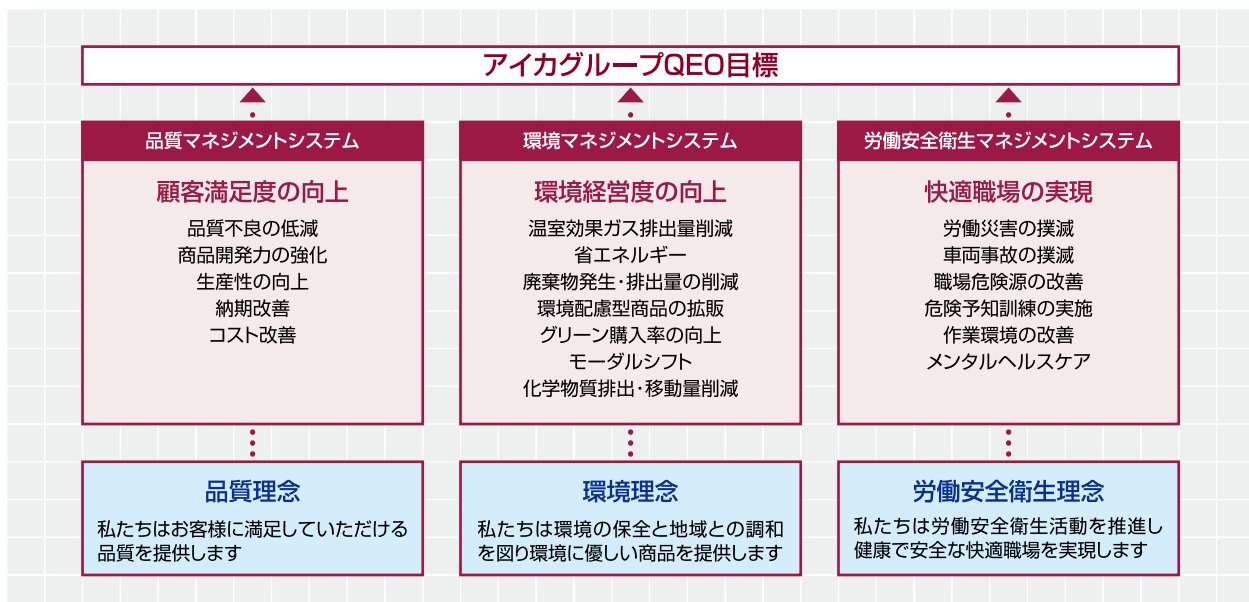 アイカグループQEO目標
品質マネジメントシステム
顧客満足度の向上
品質不良の低減
商品開発力の強化
生産性の向上
納期改善
コスト改善
環境マネジメントシステム
環境経営度の向上
温室効果ガス排出量削減
省エネルギー
廃棄物発生・排出量の削減
環境配慮型商品の拡販
グリーン購入率の向上
モーダルシフト
化学物質排出・移動量削減
労働安全衛生マネジメントシステム
快適職場の実現
労働災害の撲滅
車両事故の撲滅
職場危険源の改善
危険予知訓練の実施
作業環境の改善
メンタルヘルスケア
品質理念
私たちはお客様に満足していただける
品質を提供します
環境理念
私たちは環境の保全と地域との調和
を図り環境に優しい商品を提供します
労働安全衛生理念
私たちは労働安全衛生活動を推進し
健康で安全な快適職場を実現します